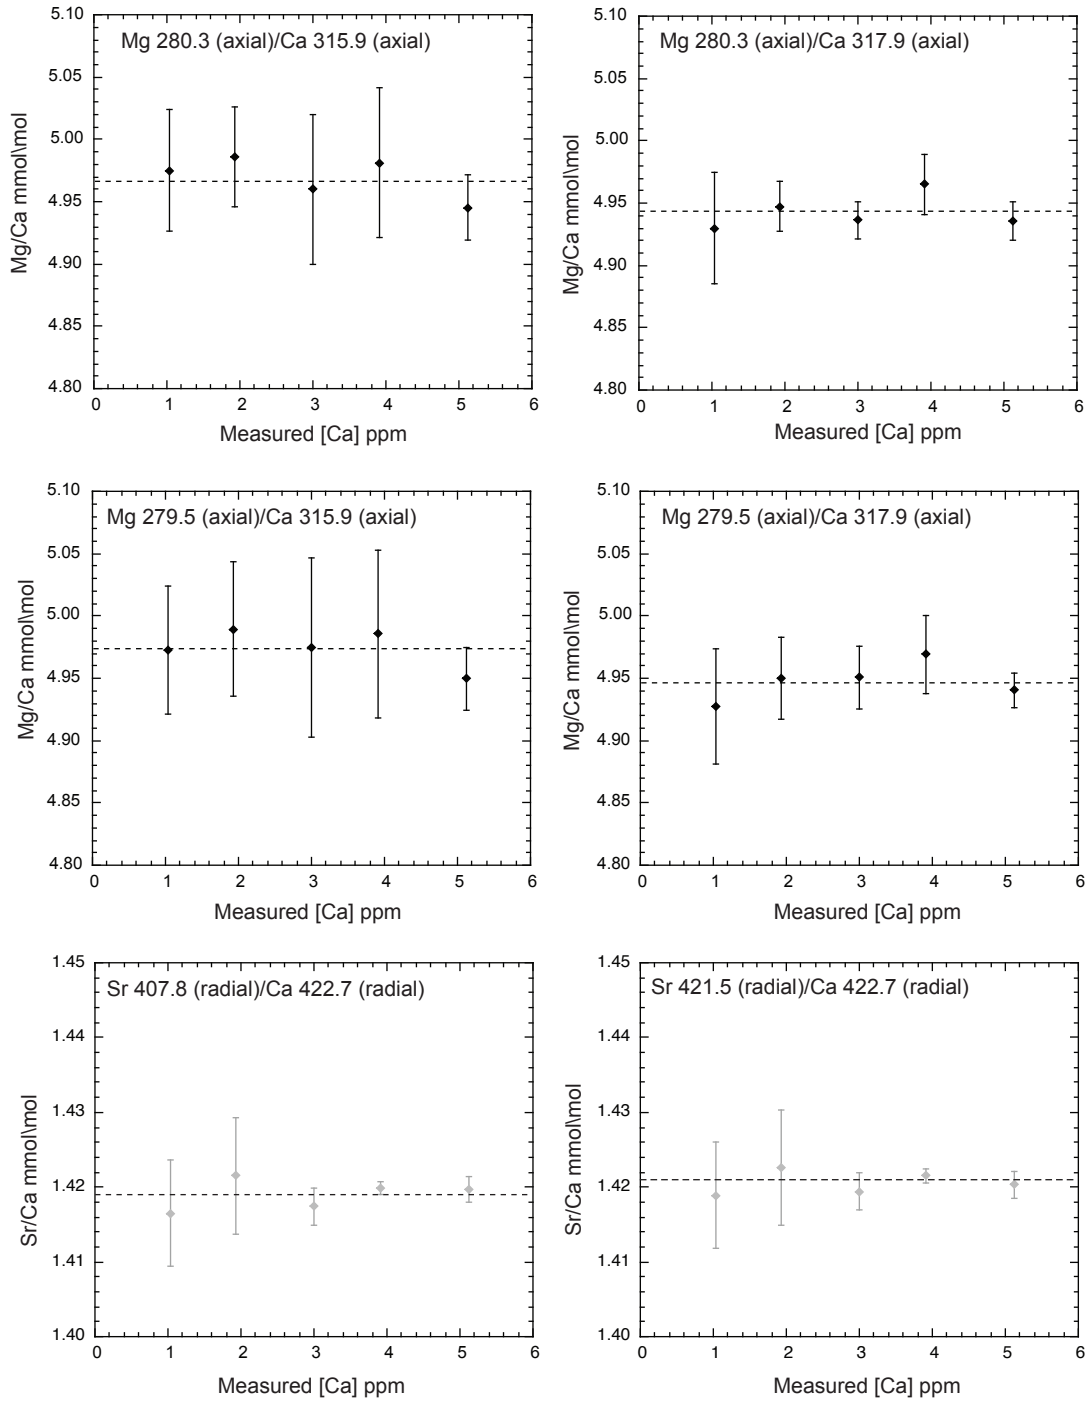 Mg 280.3 (axial)/Ca 315.9 (axial)
Mg/Ca mmol\mol
5.10
5.05
5.00
4.95
4.90
4.85
4.80
0 1 2 3 4 5 6
Measured [Ca] ppm
Mg 280.3 (axial)/Ca 317.9 (axial)
Mg/Ca mmol\mol
5.10
5.05
5.00
4.95
4.90
4.85
4.80
0 1 2 3 4 5 6
Measured [Ca] ppm
Mg 279.5 (axial)/Ca 315.9 (axial)
Mg/Ca mmol\mol
5.10
5.05
5.00
4.95
4.90
4.85
4.80
0 1 2 3 4 5 6
Measured [Ca] ppm
Mg 279.5 (axial)/Ca 317.9 (axial)
Mg/Ca mmol\mol
5.10
5.05
5.00
4.95
4.90
4.85
4.80
0 1 2 3 4 5 6
Measured [Ca] ppm
Sr 407.8 (radial)/Ca 422.7 (radial)
Sr/Ca mmol\mol
1.45
1.44
1.43
1.42
1.41
1.40
0 1 2 3 4 5 6
Measured [Ca] ppm
Sr 421.5 (radial)/Ca 422.7 (radial)
Sr/Ca mmol\mol
1.45
1.44
1.43
1.42
1.41
1.40
0 1 2 3 4 5 6
Measured [Ca] ppm